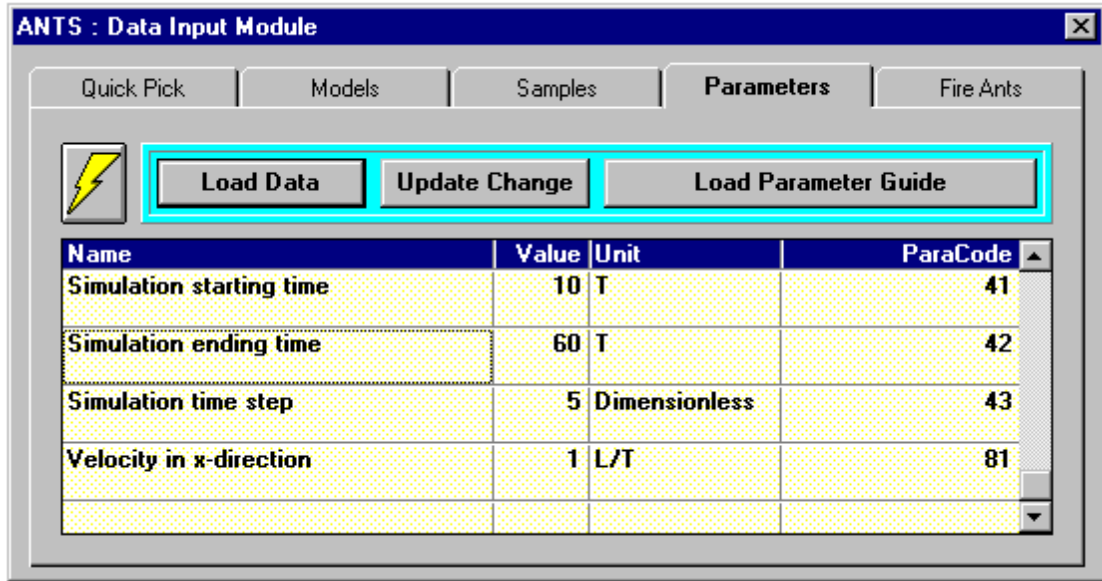 ANTS : Data Input Module
Quick Pick Models Samples Parameters Fire Ants
Load Data Update Change Load Parameter Guide
Name Value Unit ParaCode
Simulation starting time 10 T 41
Simulation ending time 60 T 42
Simulation time step 5 Dimensionless 43
Velocity in x-direction 1 L/T 81